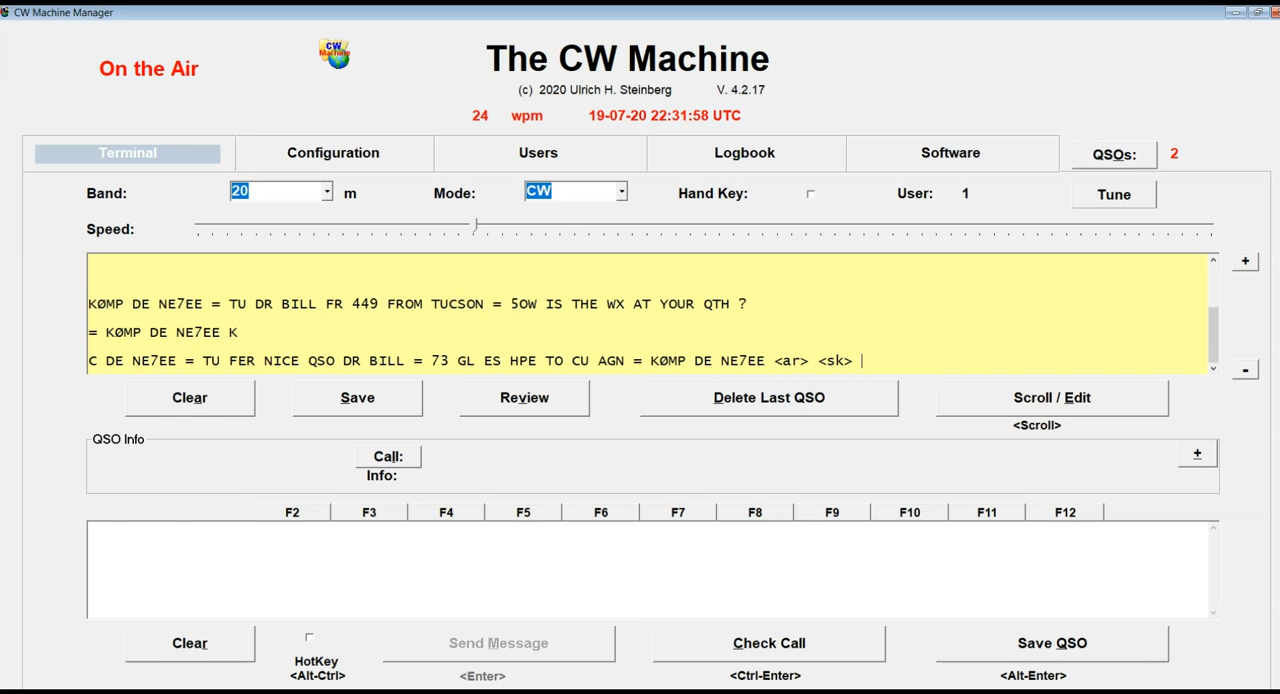 CW Machine Manager
On the Air
CW
Machine
The CW Machine
(c) 2020 Ulrich H. Steinberg V. 4.2.17
24 wpm 19-07-20 22:31:58 UTC
Terminal Configuration Users Logbook Software QSOs: 2
Band: 20 m Mode: CW Hand Key: User: 1 Tune
Speed:
+
KØMP DE NE7EE = TU DR BILL FR 449 FROM TUCSON = 5OW IS THE WX AT YOUR QTH ?
= KØMP DE NE7EE K
C DE NE7EE = TU FER NICE QSO DR BILL = 73 GL ES HPE TO CU AGN = KØMP DE NE7EE <ar> <sk>
-
Clear Save Review Delete Last QSO Scroll / Edit
<Scroll>
QSO Info
Call: +
Info:
F2 F3 F4 F5 F6 F7 F8 F9 F10 F11 F12
Clear Send Message Check Call Save QSO
HotKey
<Alt-Ctrl> <Enter> <Ctrl-Enter> <Alt-Enter>